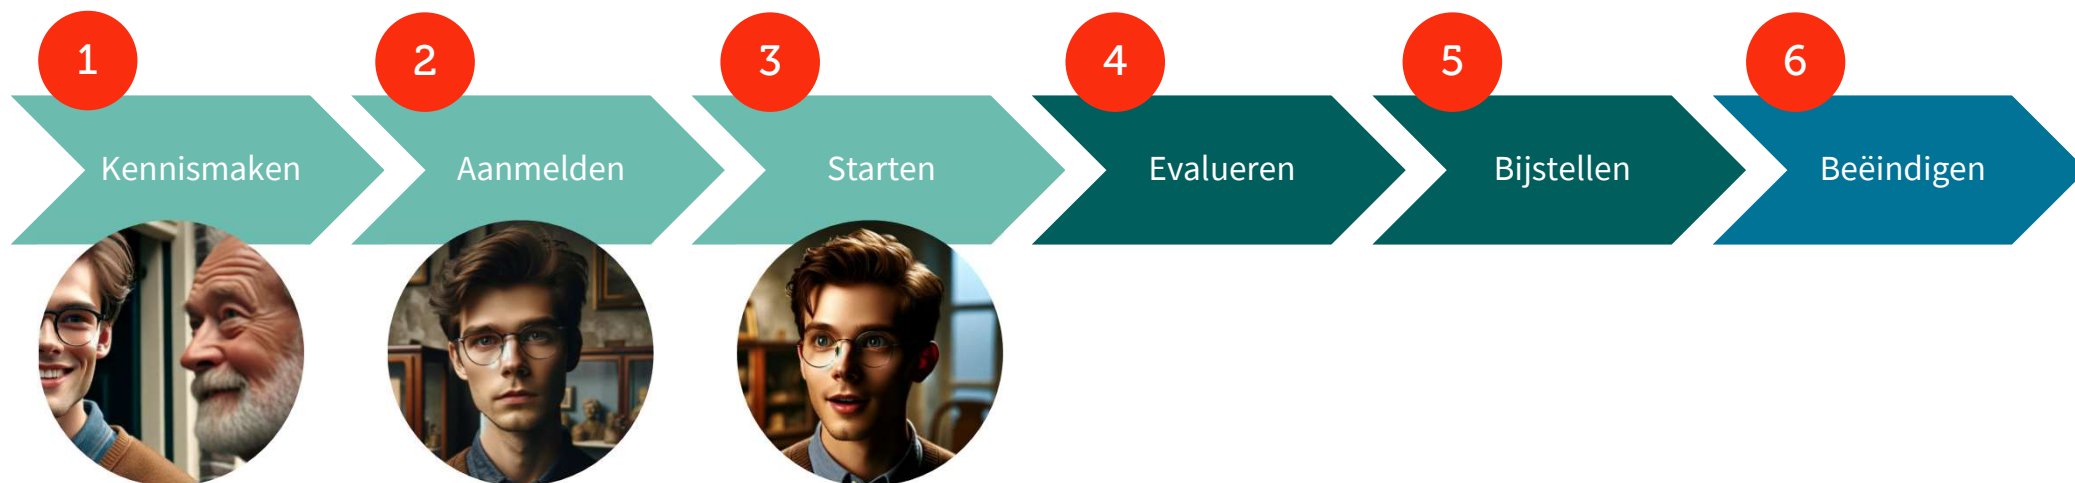 1
2
3
4
5
6
Kennismaken
Aanmelden
Starten
Evalueren
Bijstellen
Beëindigen